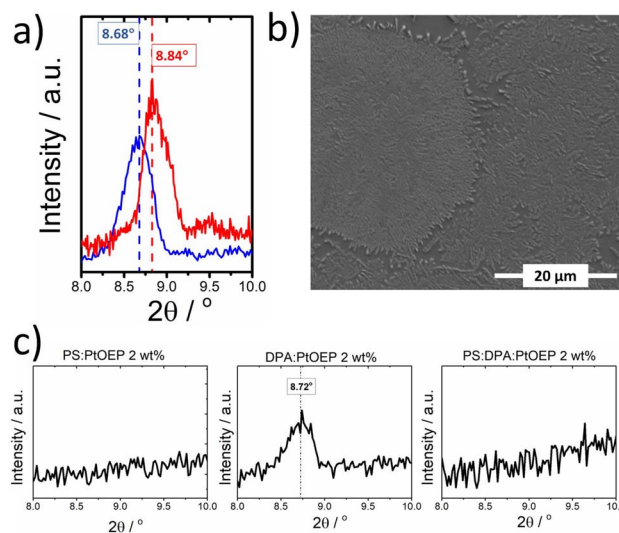 a)
8.68°
8.84°
Intensity / a.u.
8.0 8.5 9.0 9.5 10.0
2θ / °
b)
20 μm
c)
PS:PtOEP 2 wt%
Intensity / a.u.
8.0 8.5 9.0 9.5 10.0
2θ / °
DPA:PtOEP 2 wt%
8.72°
Intensity / a.u.
8.0 8.5 9.0 9.5 10.0
2θ / °
PS:DPA:PtOEP 2 wt%
Intensity / a.u.
8.0 8.5 9.0 9.5 10.0
2θ / °